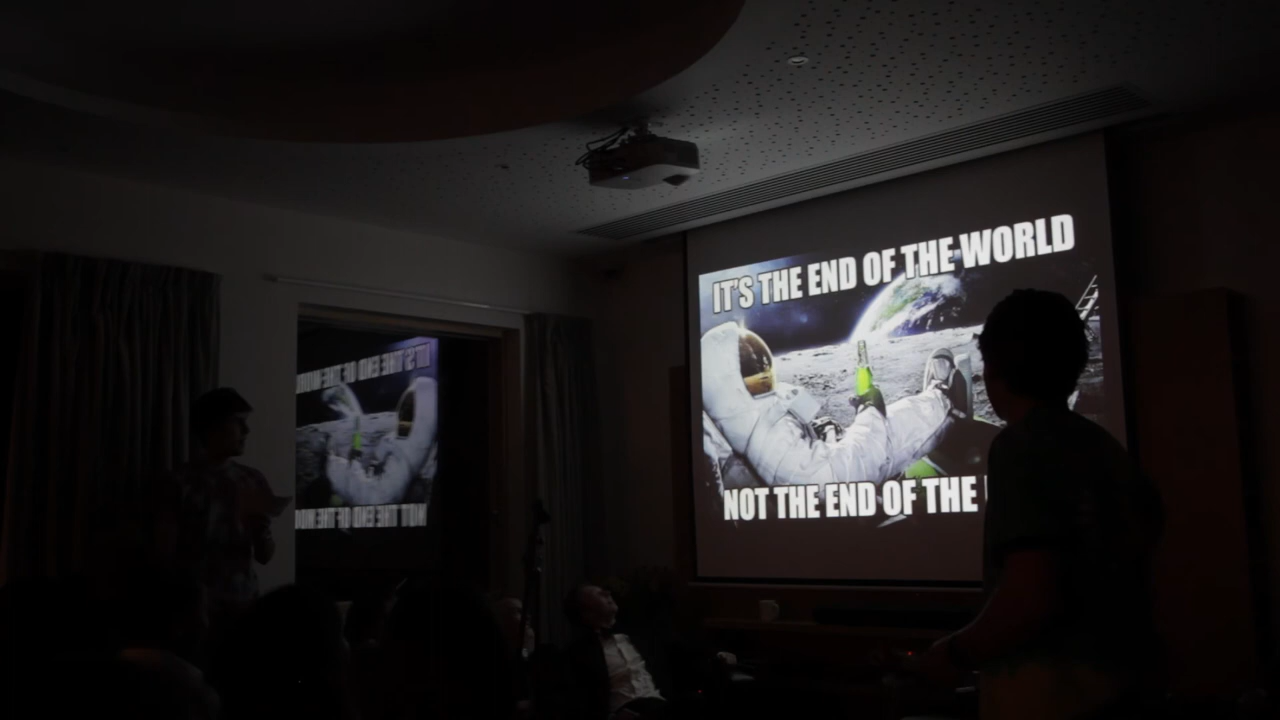 IT'S THE END OF THE WORLD
NOT THE END OF THE